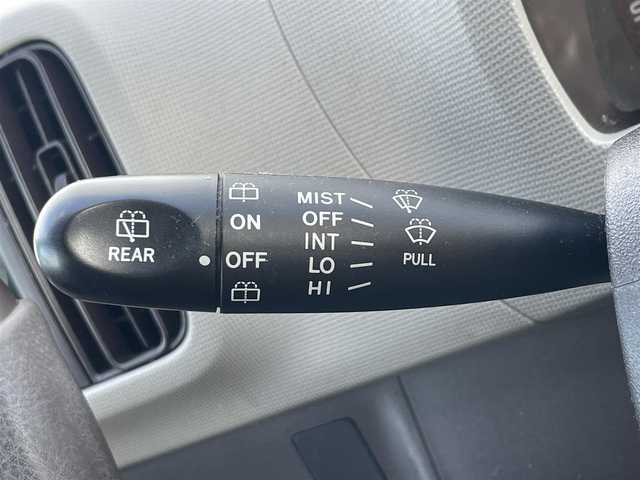 REAR
ON
OFF
MIST
OFF
INT
LO
HI
PULL